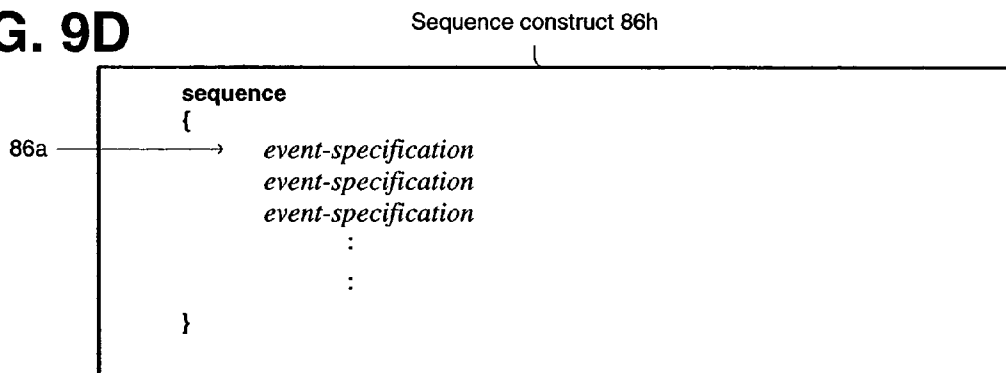 G. 9D
Sequence construct 86h
sequence
{
86a event-specification
event-specification
event-specification
:
:
}